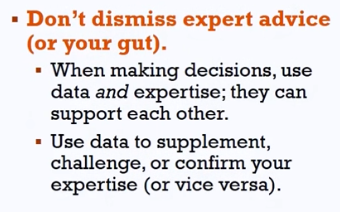 ▪ Don't dismiss expert advice
(or your gut).
▪ When making decisions, use
data and expertise; they can
support each other.
▪ Use data to supplement,
challenge, or confirm your
expertise (or vice versa).